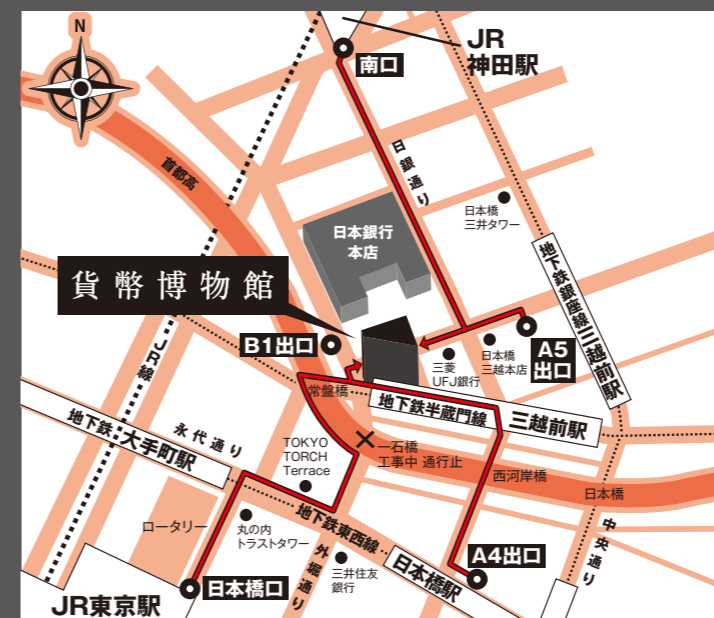 N
JR
神田駅
南口
首都高
日銀通り
日本橋
三井タワー
日本銀行
本店
地下鉄銀座線三越前駅
貨幣博物館
B1出口
A5
出口
日本橋
三越本店
三菱
UFJ銀行
JR線
常盤橋
地下鉄半蔵門線
三越前駅
地下鉄 大手町駅
永代通り
TOKYO
TORCH
Terrace
一石橋
工事中 通行止
西河岸橋
日本橋
ロータリー
丸の内
トラストタワー
地下鉄東西線
日本橋駅
外堀通り
三井住友
銀行
A4出口
中央通り
日本橋口
JR東京駅